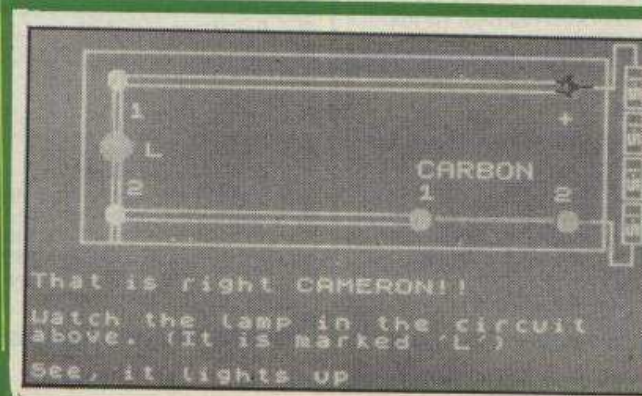 1
L
+
CARBON
2
1
2
That is right CAMERON!!
Watch the lamp in the circuit
above. (It is marked 'L')
See, it lights up